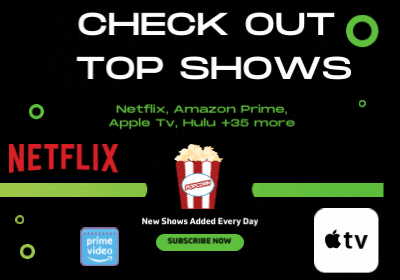 CHECK OUT
TOP SHOWS
Netflix, Amazon Prime,
Apple Tv, Hulu +35 more
NETFLIX
POPCORN
New Shows Added Every Day
SUBSCRIBE NOW
prime
video
tv